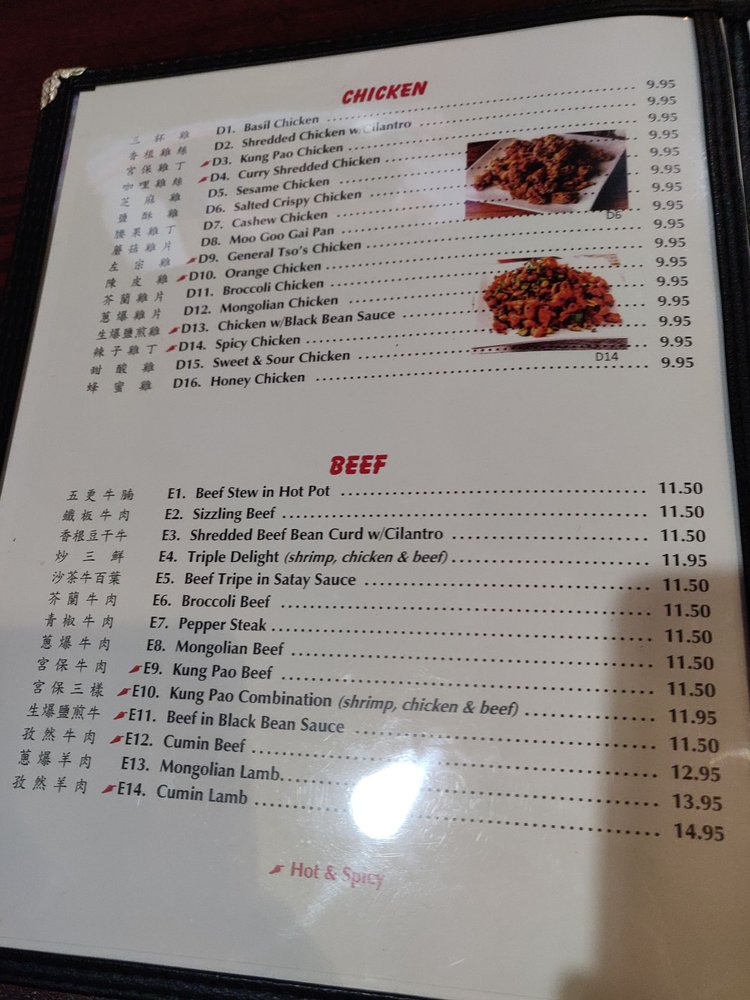 CHICKEN
三杯雞 D1. Basil Chicken 9.95
香根雞絲 D2. Shredded Chicken w/Cilantro 9.95
宮保雞丁 D3. Kung Pao Chicken 9.95
咖哩雞絲 D4. Curry Shredded Chicken 9.95
芝麻雞 D5. Sesame Chicken 9.95
鹽酥雞 D6. Salted Crispy Chicken 9.95
腰果雞丁 D7. Cashew Chicken 9.95
蘑菇雞片 D8. Moo Goo Gai Pan 9.95
左宗雞 D9. General Tso's Chicken 9.95
陳皮雞 D10. Orange Chicken 9.95
芥蘭雞片 D11. Broccoli Chicken 9.95
蔥爆雞片 D12. Mongolian Chicken 9.95
生爆鹽煎雞 D13. Chicken w/Black Bean Sauce 9.95
辣子雞丁 D14. Spicy Chicken 9.95
甜酸雞 D15. Sweet & Sour Chicken 9.95
蜂蜜雞 D16. Honey Chicken 9.95
D6
D14
BEEF
五更牛腩 E1. Beef Stew in Hot Pot 11.50
鐵板牛肉 E2. Sizzling Beef 11.50
香根豆干牛 E3. Shredded Beef Bean Curd w/Cilantro 11.50
炒三鮮 E4. Triple Delight (shrimp, chicken & beef) 11.95
沙茶牛百葉 E5. Beef Tripe in Satay Sauce 11.50
芥蘭牛肉 E6. Broccoli Beef 11.50
青椒牛肉 E7. Pepper Steak 11.50
蔥爆牛肉 E8. Mongolian Beef 11.50
宮保牛肉 E9. Kung Pao Beef 11.50
宮保三樣 E10. Kung Pao Combination (shrimp, chicken & beef) 11.95
生爆鹽煎牛 E11. Beef in Black Bean Sauce 11.50
孜然牛肉 E12. Cumin Beef 12.95
蔥爆羊肉 E13. Mongolian Lamb 13.95
孜然羊肉 E14. Cumin Lamb 14.95
Hot & Spicy